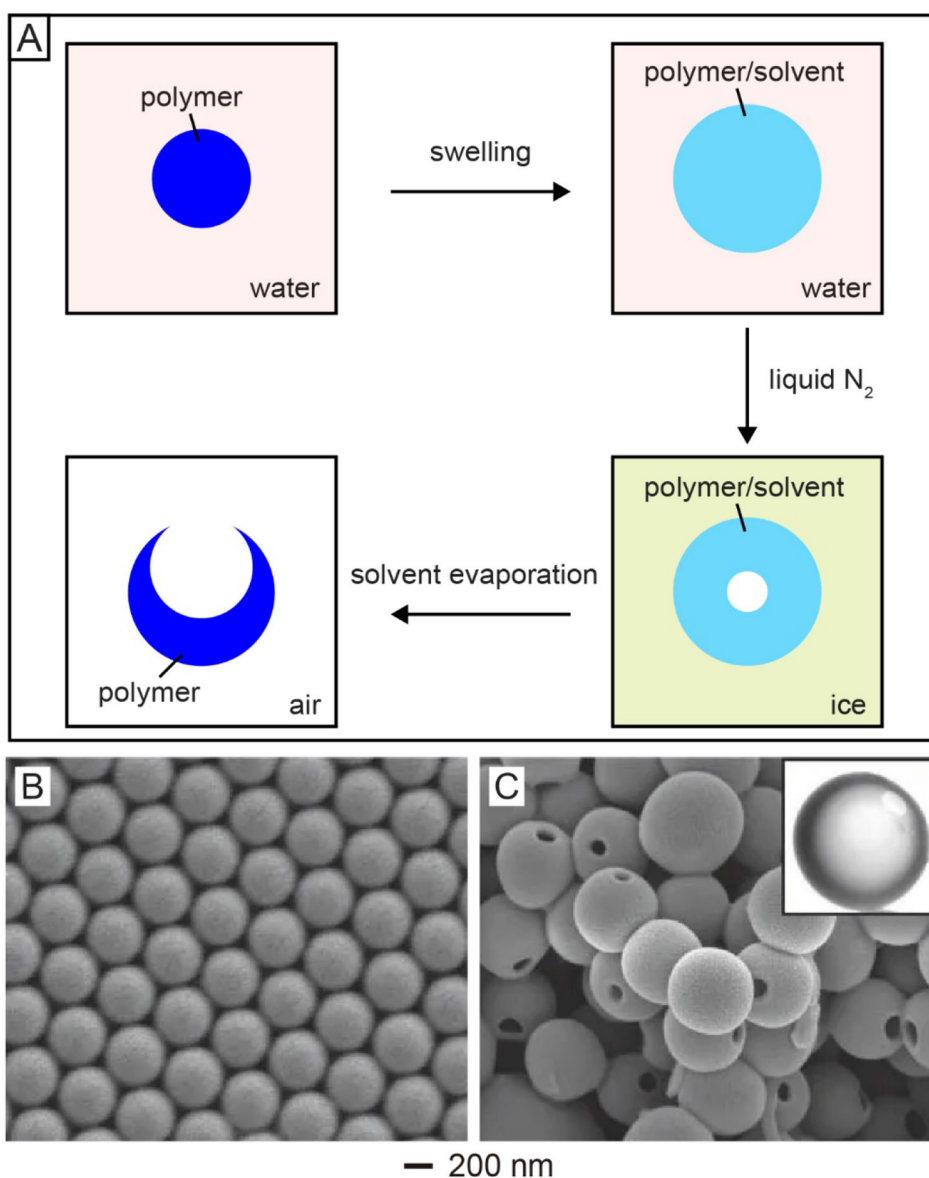 A
polymer
water
swelling
polymer/solvent
water
liquid N₂
polymer/solvent
ice
solvent evaporation
polymer
air
B
C
200 nm